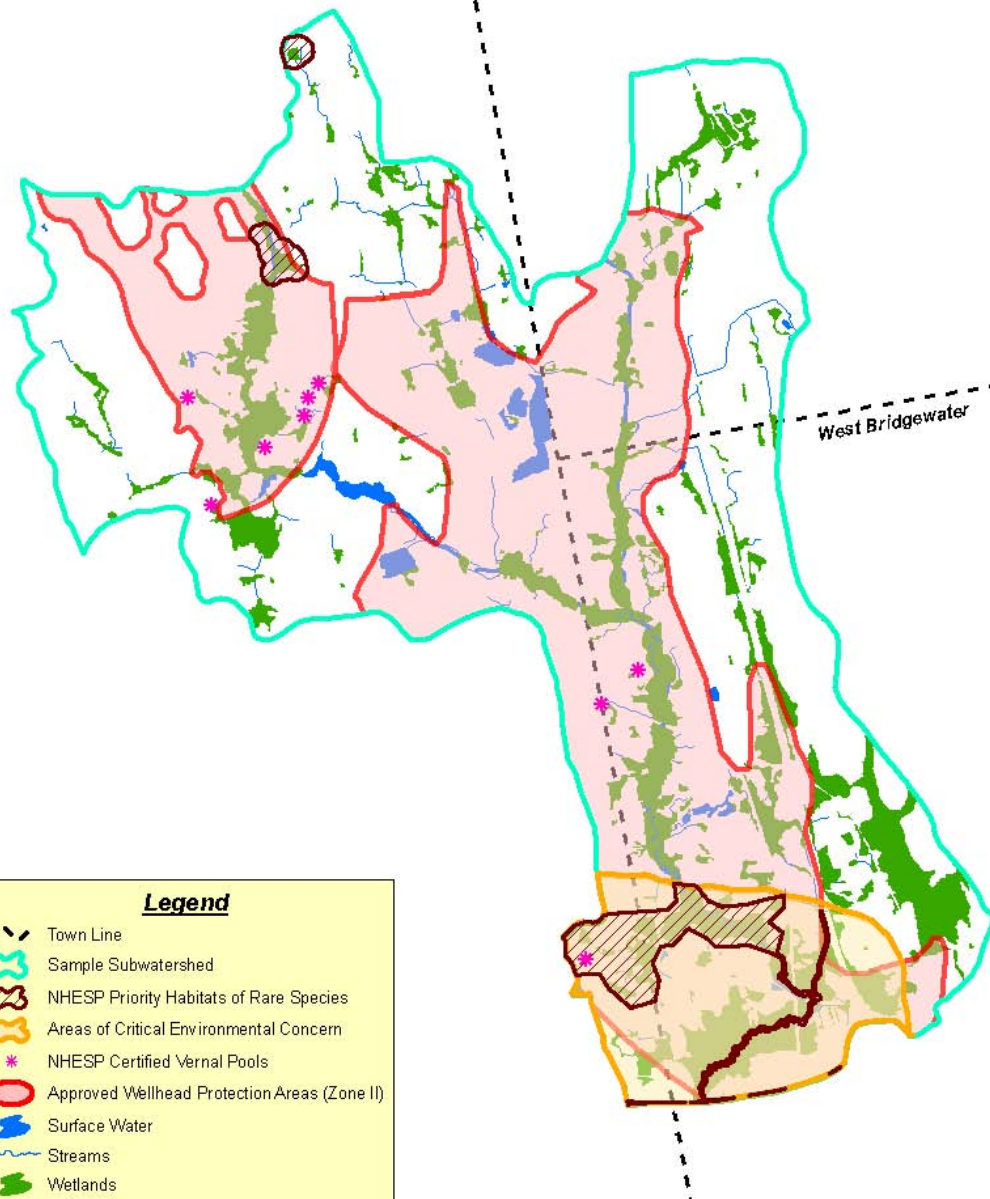 West Bridgewater
Legend
Town Line
Sample Subwatershed
NHESP Priority Habitats of Rare Species
Areas of Critical Environmental Concern
NHESP Certified Vernal Pools
Approved Wellhead Protection Areas (Zone II)
Surface Water
Streams
Wetlands